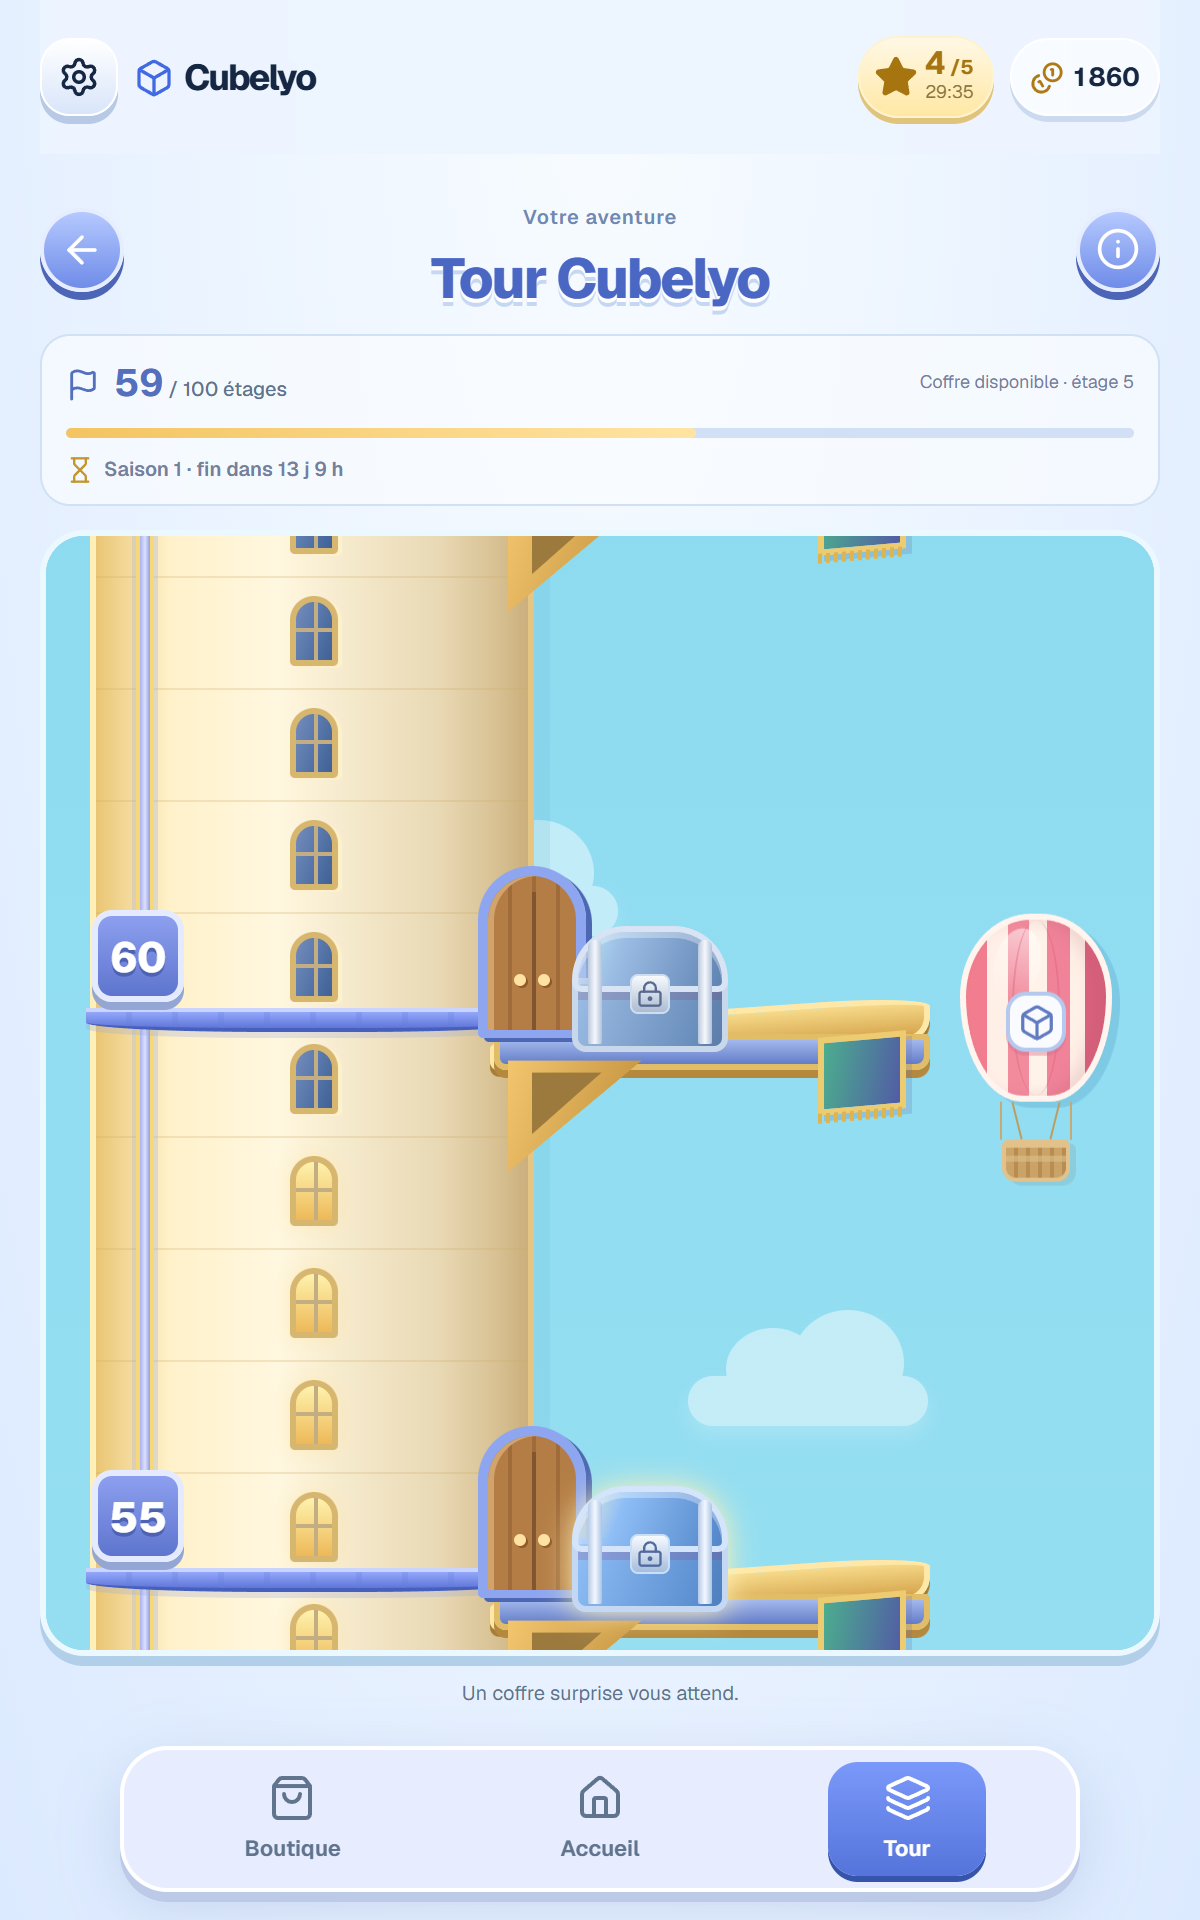 Cubelyo
4 /5
29:35
1860
Votre aventure
Tour Cubelyo
59 / 100 étages
Coffre disponible · étage 5
Saison 1 · fin dans 13 j 9 h
60
55
Un coffre surprise vous attend.
Boutique
Accueil
Tour